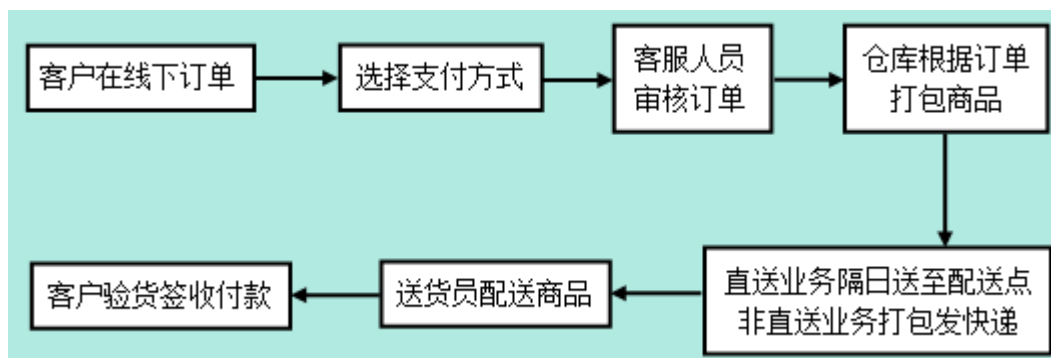 客户在线下订单
选择支付方式
客服人员
审核订单
仓库根据订单
打包商品
直送业务隔日送至配送点
非直送业务打包发快递
送货员配送商品
客户验货签收付款